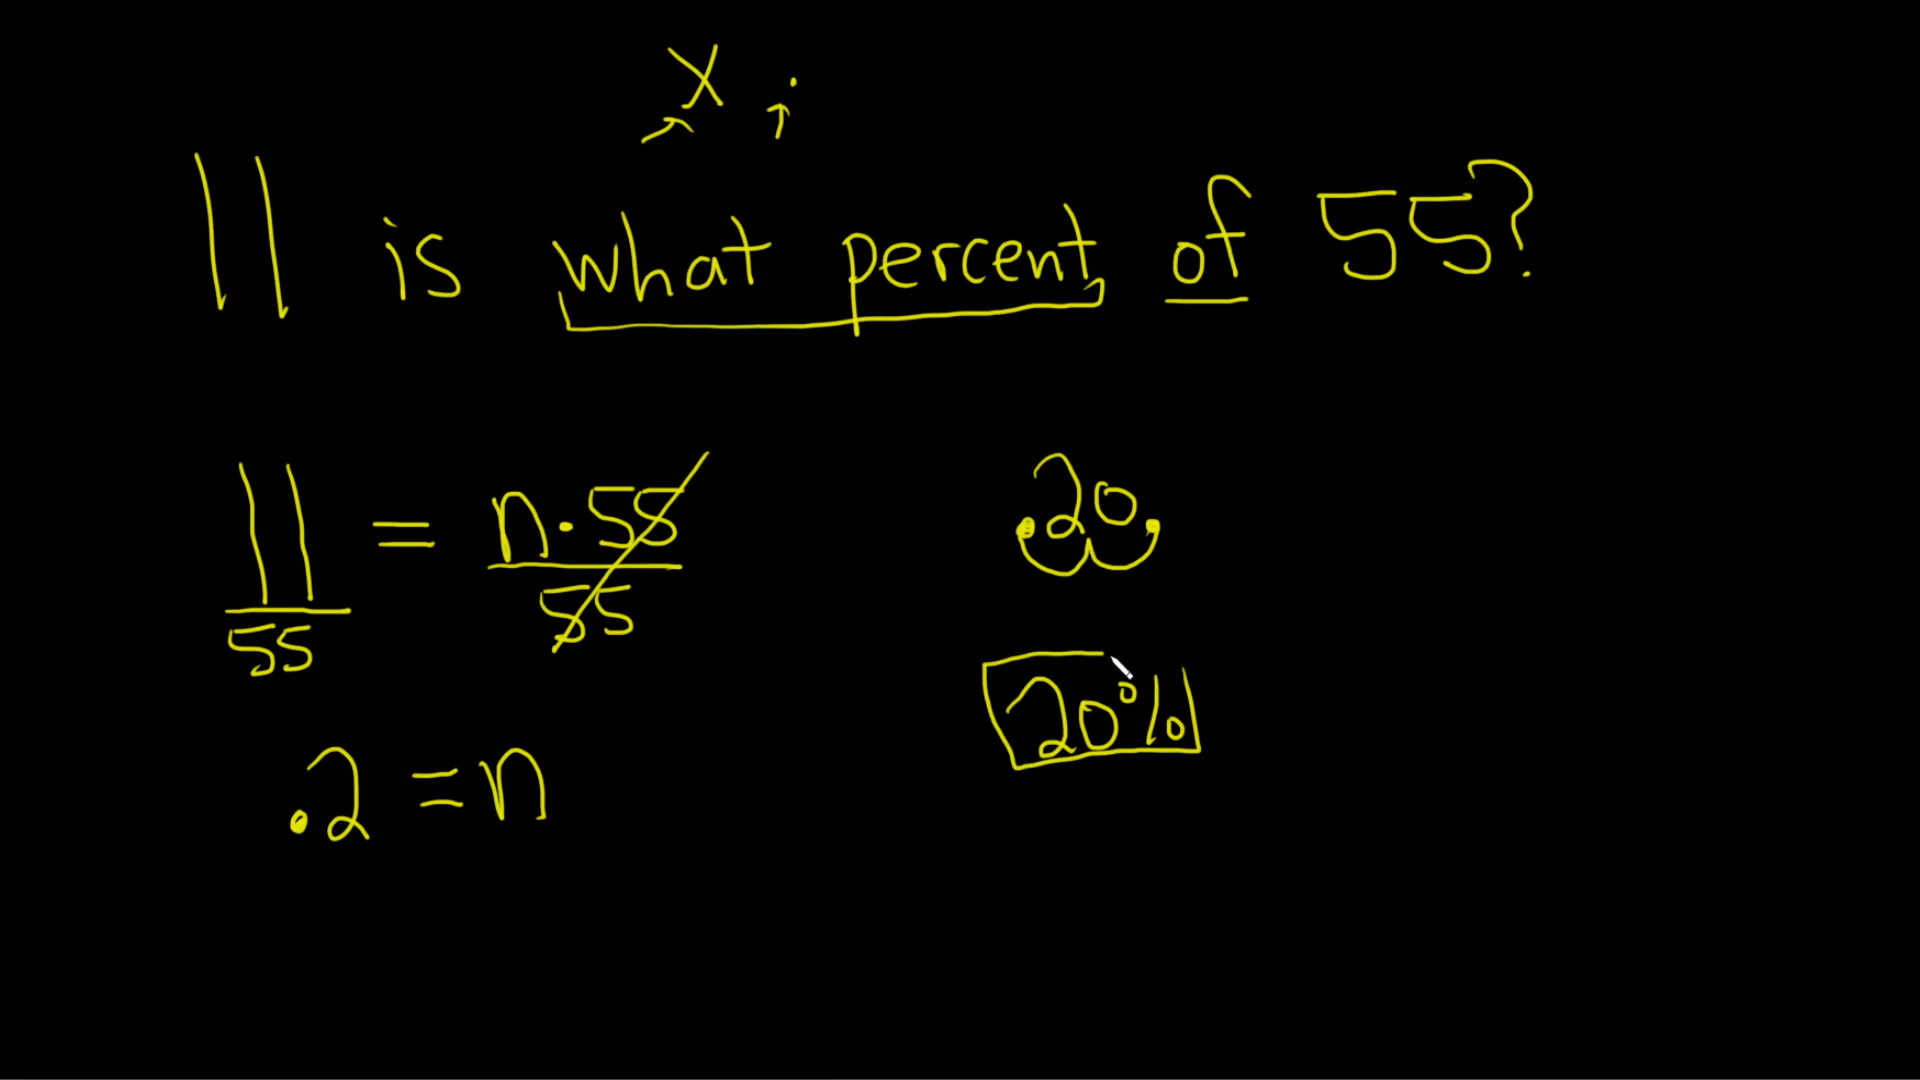 X .
11 is what percent of 55?
11 = n · 55
55 55
.20.
20%
.2 = n